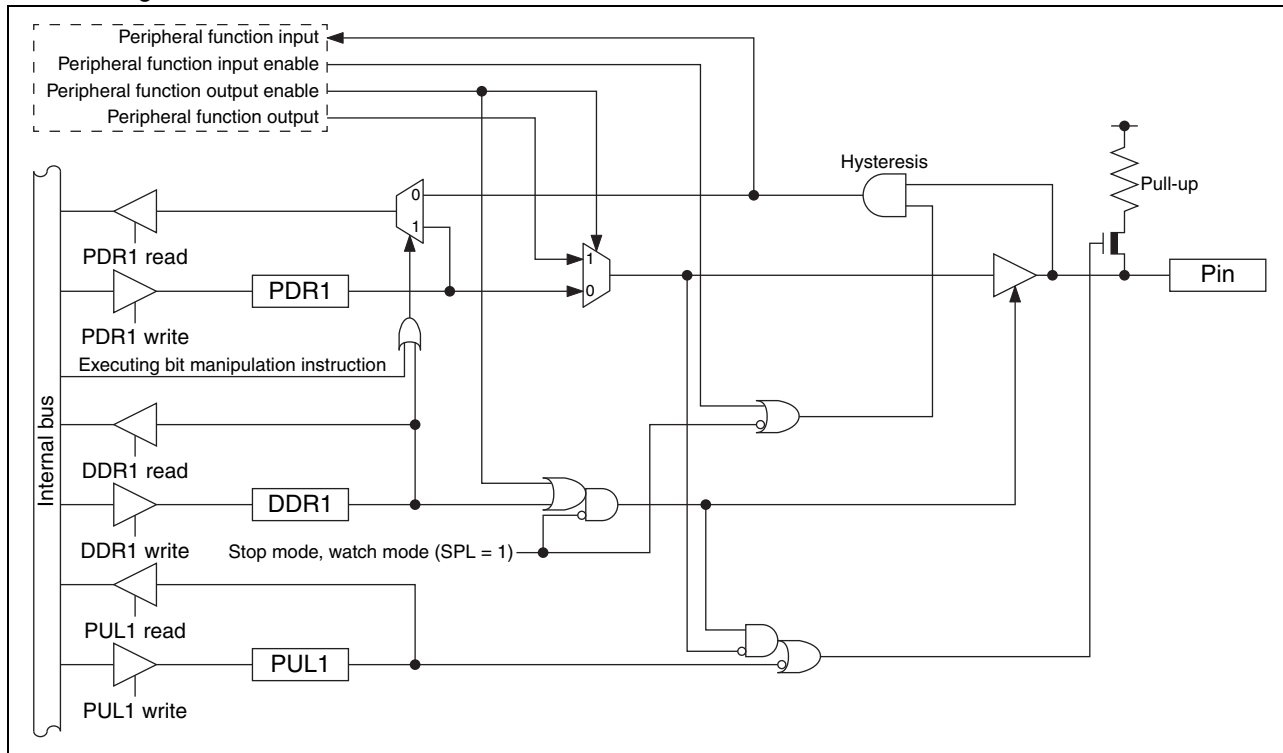 Peripheral function input
Peripheral function input enable
Peripheral function output enable
Peripheral function output
Hysteresis
Pull-up
0
1
PDR1 read
1
Pin
PDR1
0
PDR1 write
Executing bit manipulation instruction
Internal bus
DDR1 read
DDR1
DDR1 write
Stop mode, watch mode (SPL = 1)
PUL1 read
PUL1
PUL1 write